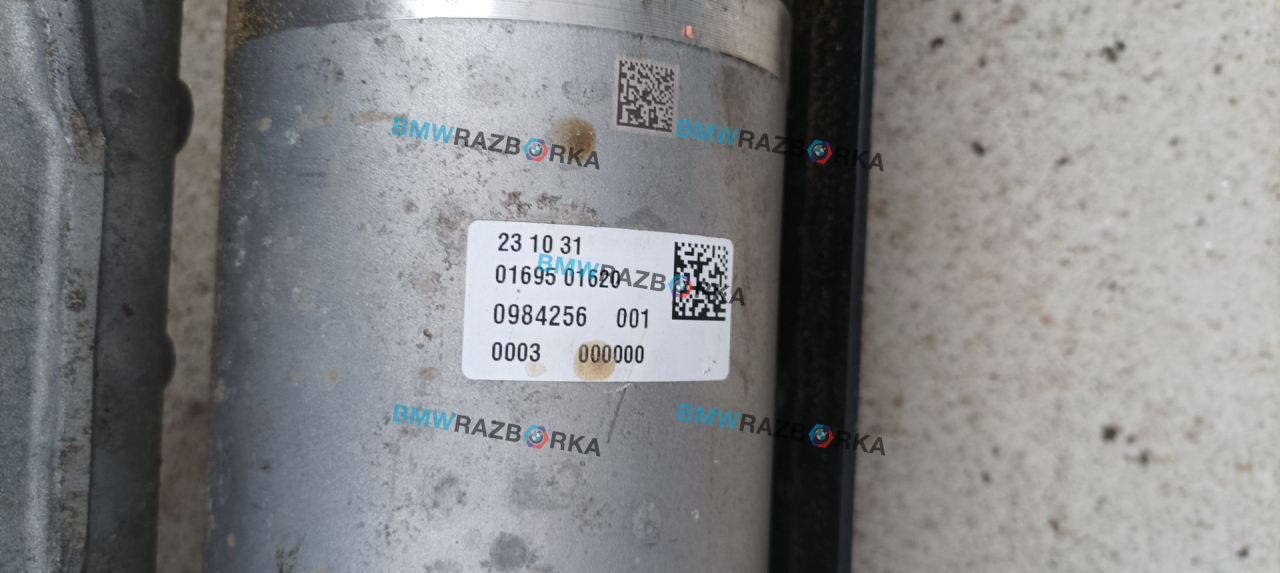 BMWRAZBORKA
BMWRAZBORKA
23 10 31
01695 01620
BMWRAZBORKA
0984256 001
0003 000000
BMWRAZBORKA
BMWRAZBORKA